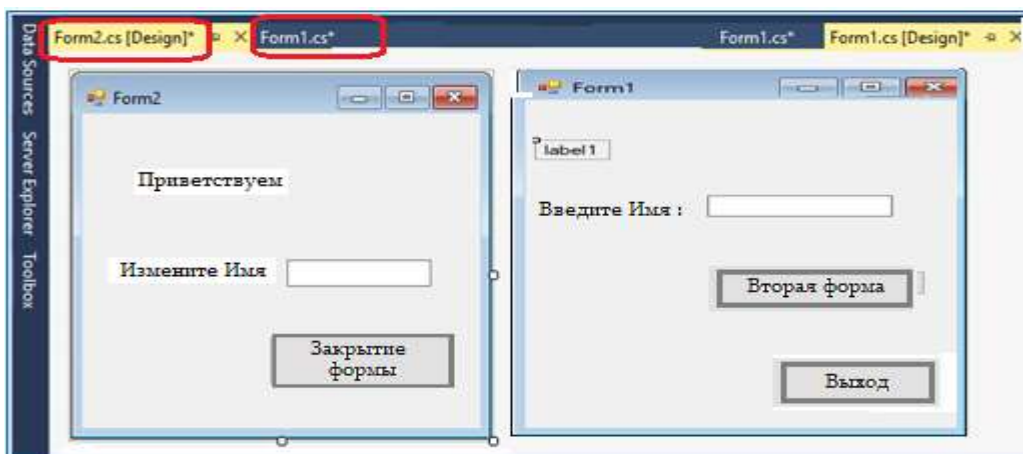 Form2.cs [Design]*
Form1.cs*
Form1.cs*
Form1.cs [Design]*
Data Sources
Server Explorer
Toolbox
Form2
Приветствуем
Измените Имя
Закрытие
формы
Form1
label1
Введите Имя :
Вторая форма
Выход